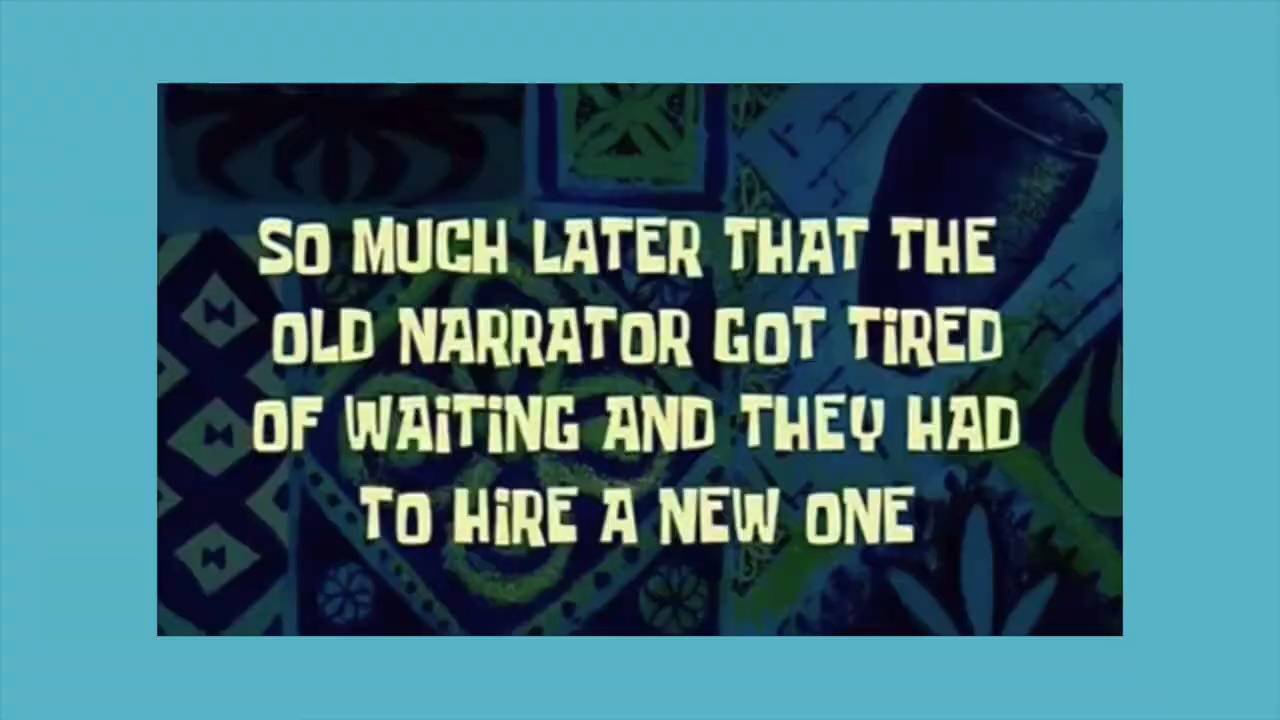 SO MUCH LATER THAT THE
OLD NARRATOR GOT TiRED
OF WAiTiNG AND THEY HAD
TO HiRE A NEW ONE